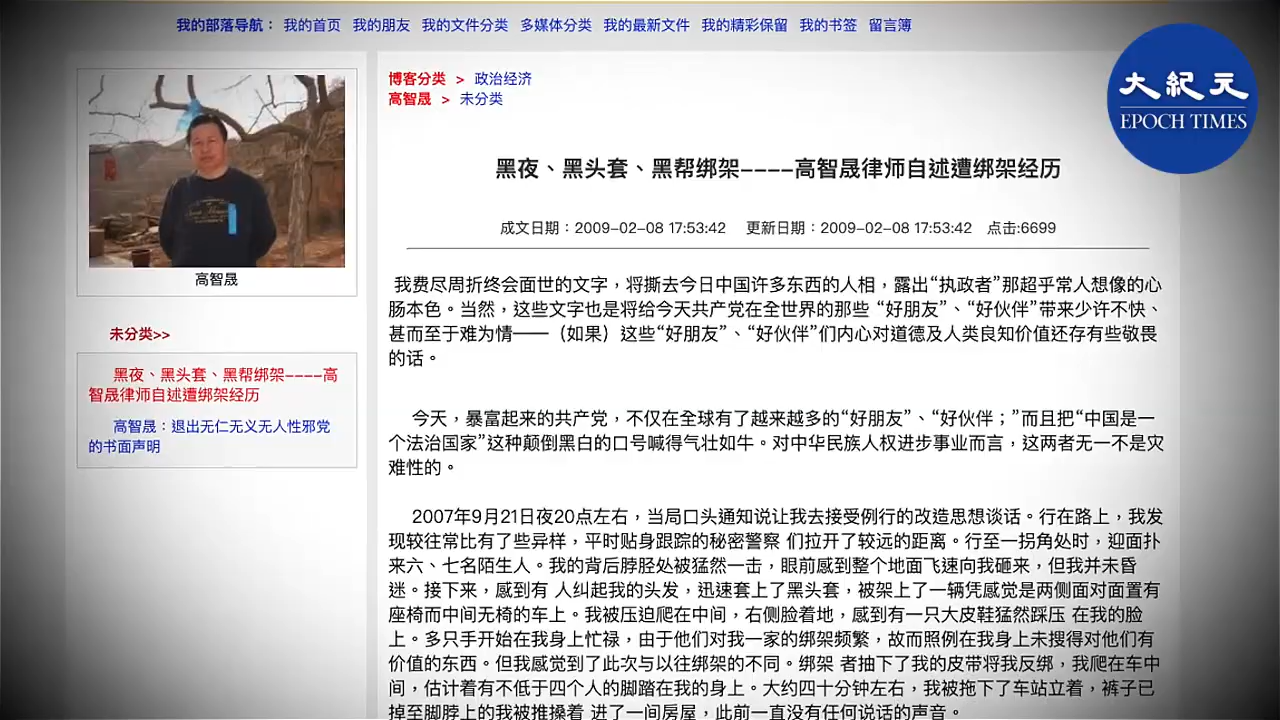 我的部落导航： 我的首页 我的朋友 我的文件分类 多媒体分类 我的最新文件 我的精彩保留 我的书签 留言簿
大紀元
EPOCH TIMES
高智晟
未分类>>
黑夜、黑头套、黑帮绑架----高
智晟律师自述遭绑架经历
高智晟：退出无仁无义无人性邪党
的书面声明
博客分类 > 政治经济
高智晟 > 未分类
黑夜、黑头套、黑帮绑架----高智晟律师自述遭绑架经历
成文日期：2009-02-08 17:53:42 更新日期：2009-02-08 17:53:42 点击:6699
我费尽周折终会面世的文字，将撕去今日中国许多东西的人相，露出“执政者”那超乎常人想像的心
肠本色。当然，这些文字也是将给今天共产党在全世界的那些 “好朋友”、“好伙伴”带来少许不快、
甚而至于难为情——（如果）这些“好朋友”、“好伙伴”们内心对道德及人类良知价值还存有些敬畏
的话。
今天，暴富起来的共产党，不仅在全球有了越来越多的“好朋友”、“好伙伴；”而且把“中国是一
个法治国家”这种颠倒黑白的口号喊得气壮如牛。对中华民族人权进步事业而言，这两者无一不是灾
难性的。
2007年9月21日夜20点左右，当局口头通知说让我去接受例行的改造思想谈话。行在路上，我发
现较往常比有了些异样，平时贴身跟踪的秘密警察 们拉开了较远的距离。行至一拐角处时，迎面扑
来六、七名陌生人。我的背后脖胫处被猛然一击，眼前感到整个地面飞速向我砸来，但我并未昏
迷。接下来，感到有 人纠起我的头发，迅速套上了黑头套，被架上了一辆凭感觉是两侧面对面置有
座椅而中间无椅的车上。我被压迫爬在中间，右侧脸着地，感到有一只大皮鞋猛然踩压 在我的脸
上。多只手开始在我身上忙禄，由于他们对我一家的绑架频繁，故而照例在我身上未搜得对他们有
价值的东西。但我感觉到了此次与以往绑架的不同。绑架 者抽下了我的皮带将我反绑，我爬在车中
间，估计着有不低于四个人的脚踏在我的身上。大约四十分钟左右，我被拖下了车站立着，裤子已
掉至脚脖上的我被推搡着 进了一间房屋，此前一直没有任何说话的声音。